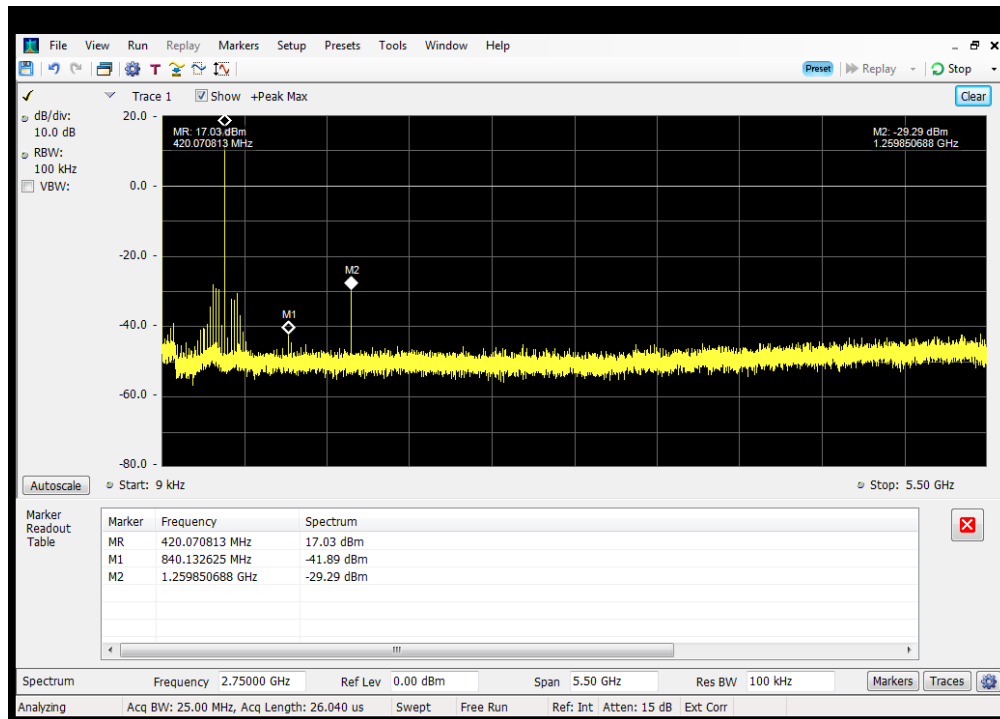 File View Run Replay Markers Setup Presets Tools Window Help
T Preset Replay Stop
Trace 1 Show +Peak Max Clear
dB/div:
10.0 dB
RBW:
100 kHz
VBW:
20.0
0.0
-20.0
-40.0
-60.0
-80.0
MR: 17.03 dBm
420.070813 MHz
M2: -29.29 dBm
1.259850688 GHz
M2
M1
Autoscale Start: 9 kHz Stop: 5.50 GHz
Marker
Readout
Table
Marker Frequency Spectrum
MR 420.070813 MHz 17.03 dBm
M1 840.132625 MHz -41.89 dBm
M2 1.259850688 GHz -29.29 dBm
Spectrum Frequency 2.75000 GHz Ref Lev 0.00 dBm Span 5.50 GHz Res BW 100 kHz Markers Traces
Analyzing Acq BW: 25.00 MHz, Acq Length: 26.040 us Swept Free Run Ref: Int Atten: 15 dB Ext Corr